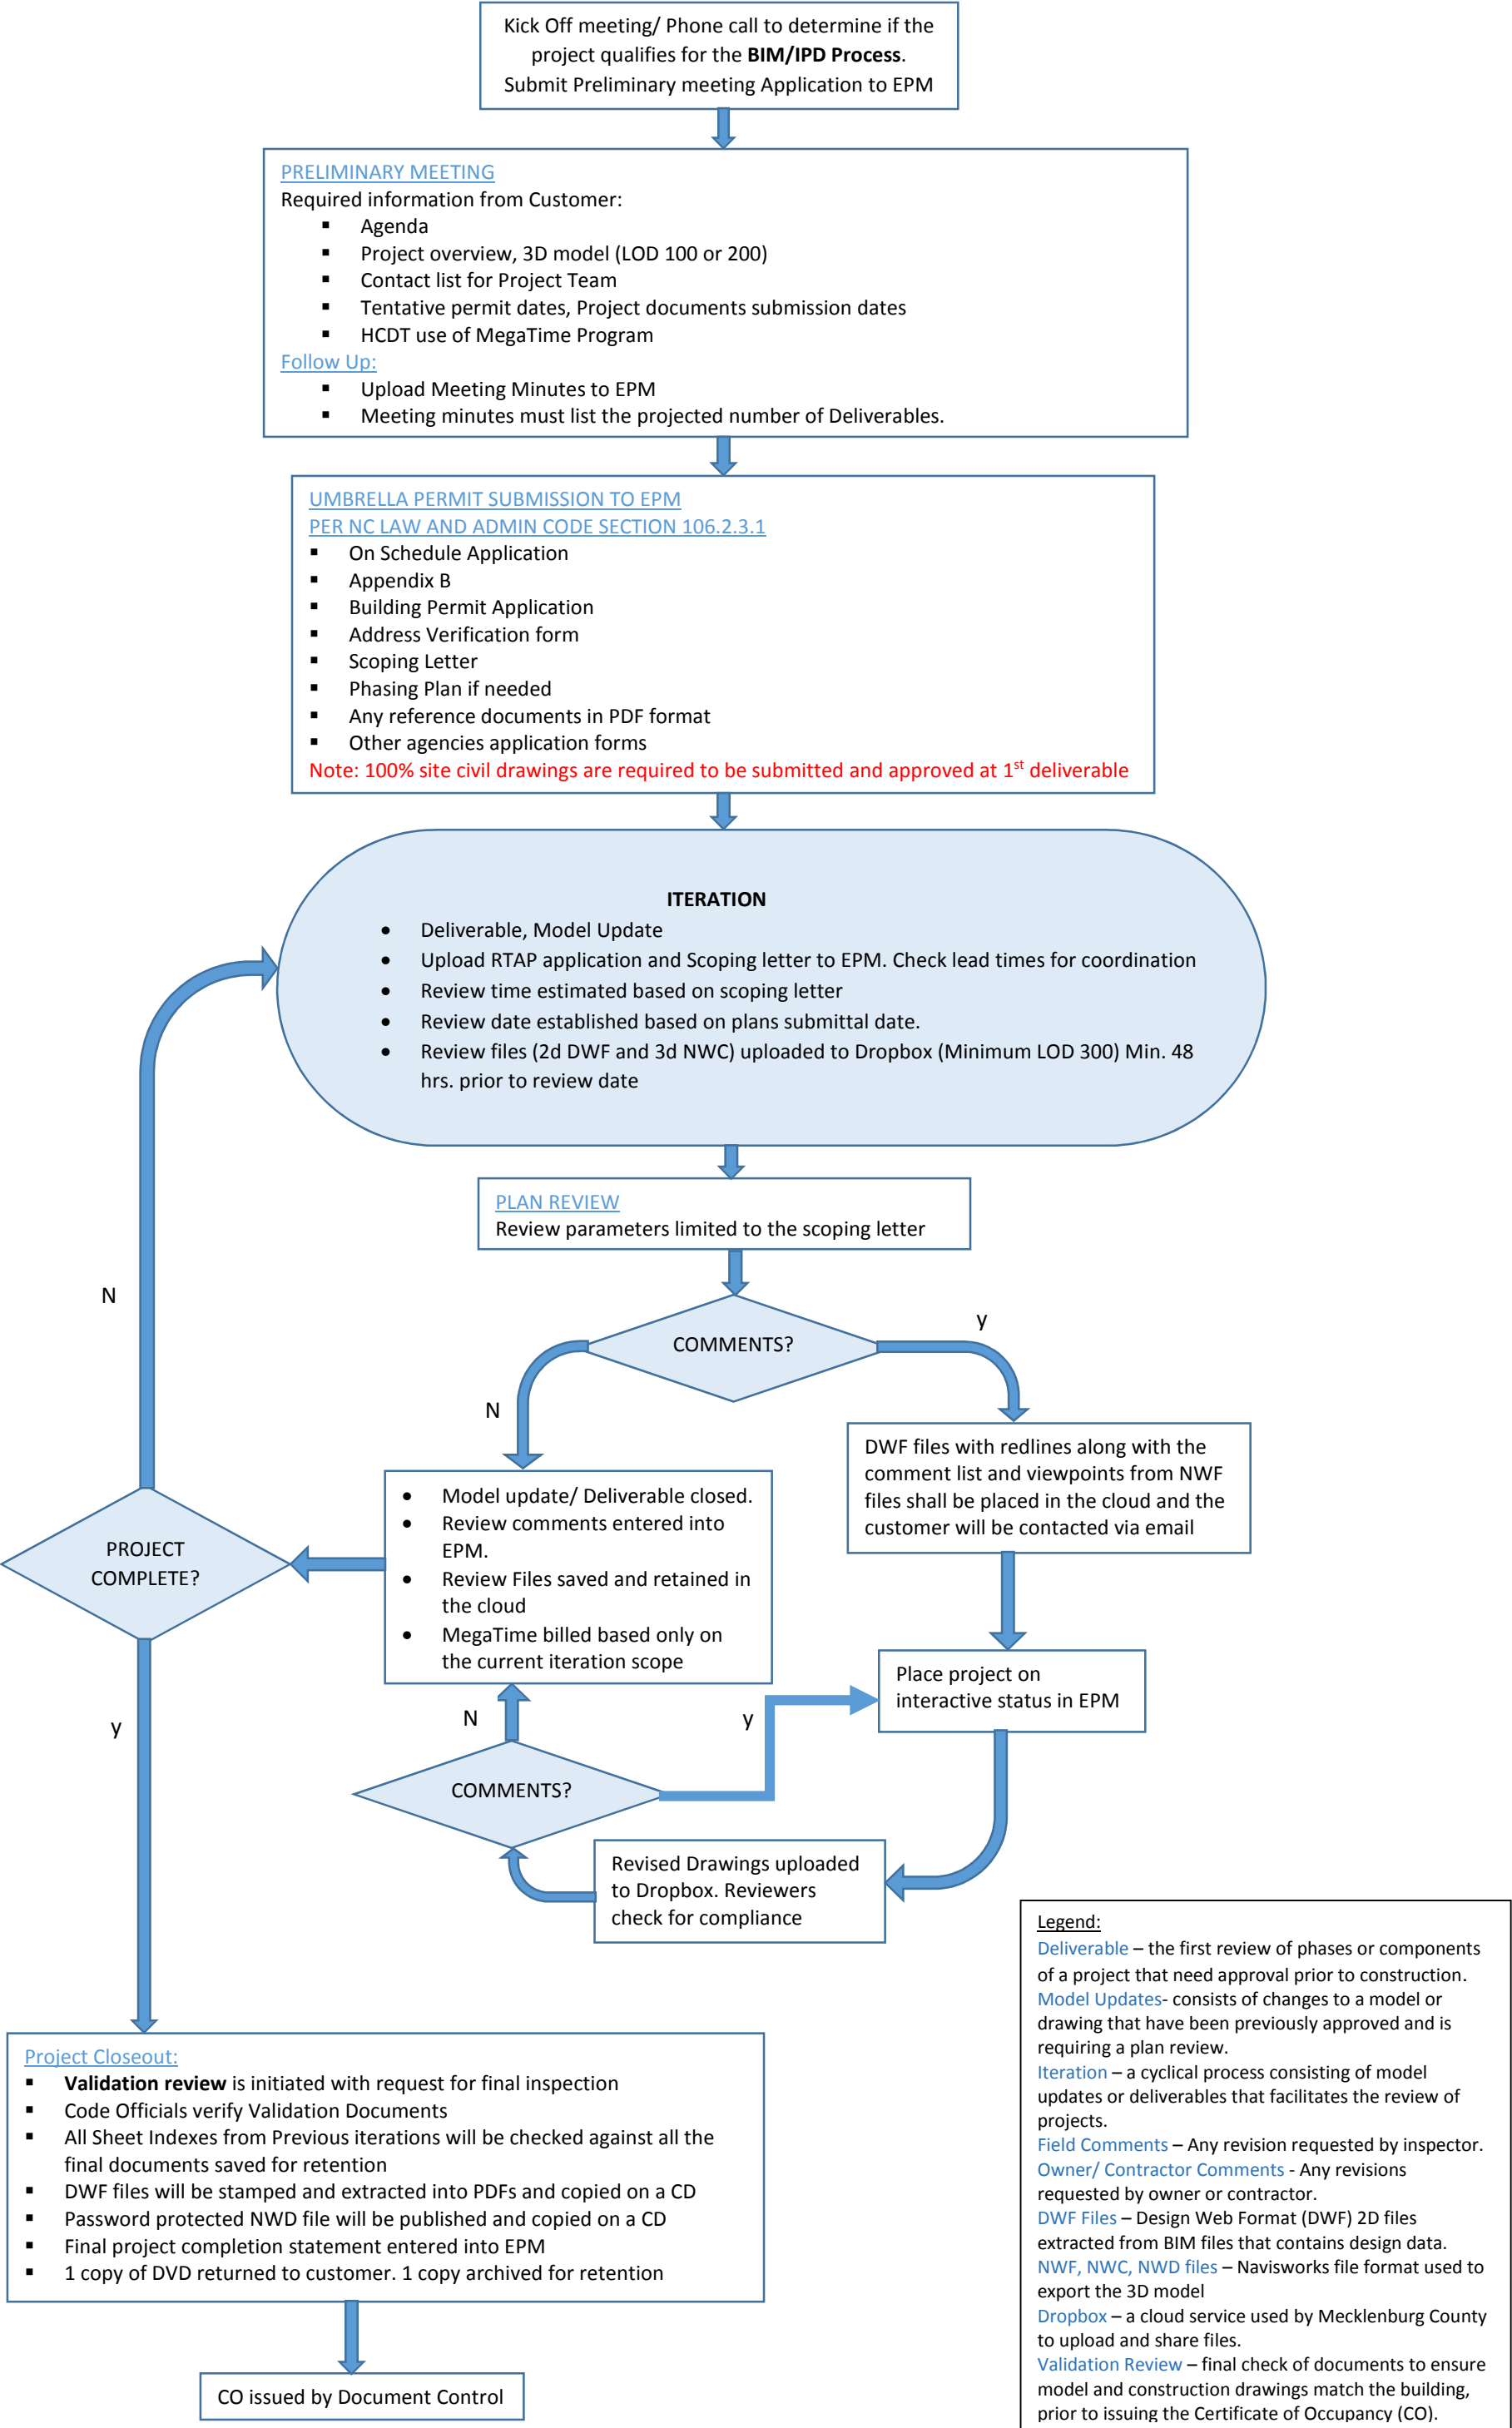 Kick Off meeting/ Phone call to determine if the
project qualifies for the BIM/IPD Process.
Submit Preliminary meeting Application to EPM
PRELIMINARY MEETING
Required information from Customer:
▪ Agenda
▪ Project overview, 3D model (LOD 100 or 200)
▪ Contact list for Project Team
▪ Tentative permit dates, Project documents submission dates
▪ HCDT use of MegaTime Program
Follow Up:
▪ Upload Meeting Minutes to EPM
▪ Meeting minutes must list the projected number of Deliverables.
UMBRELLA PERMIT SUBMISSION TO EPM
PER NC LAW AND ADMIN CODE SECTION 106.2.3.1
▪ On Schedule Application
▪ Appendix B
▪ Building Permit Application
▪ Address Verification form
▪ Scoping Letter
▪ Phasing Plan if needed
▪ Any reference documents in PDF format
▪ Other agencies application forms
Note: 100% site civil drawings are required to be submitted and approved at 1st deliverable
ITERATION
• Deliverable, Model Update
• Upload RTAP application and Scoping letter to EPM. Check lead times for coordination
• Review time estimated based on scoping letter
• Review date established based on plans submittal date.
• Review files (2d DWF and 3d NWC) uploaded to Dropbox (Minimum LOD 300) Min. 48
hrs. prior to review date
PLAN REVIEW
Review parameters limited to the scoping letter
N
COMMENTS?
y
N
DWF files with redlines along with the
comment list and viewpoints from NWF
files shall be placed in the cloud and the
customer will be contacted via email
• Model update/ Deliverable closed.
• Review comments entered into
EPM.
• Review Files saved and retained in
the cloud
• MegaTime billed based only on
the current iteration scope
PROJECT
COMPLETE?
Place project on
interactive status in EPM
N
y
y
COMMENTS?
Revised Drawings uploaded
to Dropbox. Reviewers
check for compliance
Project Closeout:
▪ Validation review is initiated with request for final inspection
▪ Code Officials verify Validation Documents
▪ All Sheet Indexes from Previous iterations will be checked against all the
final documents saved for retention
▪ DWF files will be stamped and extracted into PDFs and copied on a CD
▪ Password protected NWD file will be published and copied on a CD
▪ Final project completion statement entered into EPM
▪ 1 copy of DVD returned to customer. 1 copy archived for retention
CO issued by Document Control
Legend:
Deliverable – the first review of phases or components
of a project that need approval prior to construction.
Model Updates- consists of changes to a model or
drawing that have been previously approved and is
requiring a plan review.
Iteration – a cyclical process consisting of model
updates or deliverables that facilitates the review of
projects.
Field Comments – Any revision requested by inspector.
Owner/ Contractor Comments - Any revisions
requested by owner or contractor.
DWF Files – Design Web Format (DWF) 2D files
extracted from BIM files that contains design data.
NWF, NWC, NWD files – Navisworks file format used to
export the 3D model
Dropbox – a cloud service used by Mecklenburg County
to upload and share files.
Validation Review – final check of documents to ensure
model and construction drawings match the building,
prior to issuing the Certificate of Occupancy (CO).